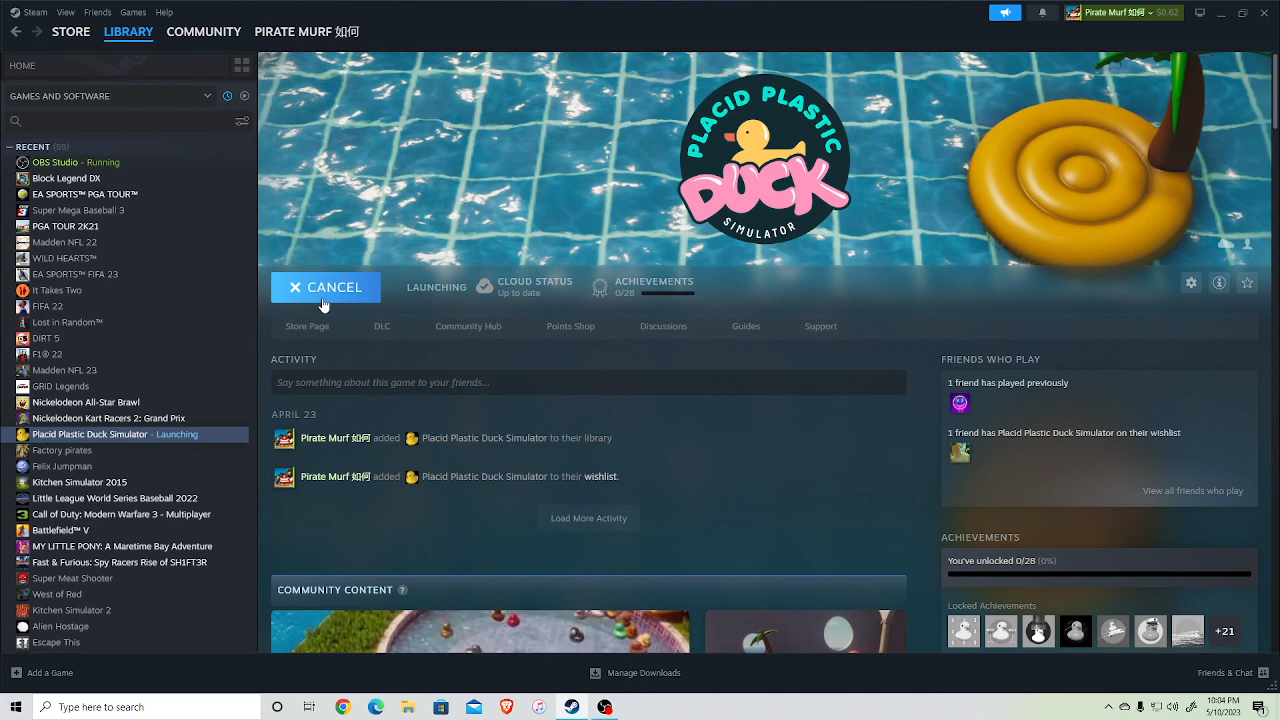 Steam View Friends Games Help
Pirate Murf 如何 $0.62
STORE LIBRARY COMMUNITY PIRATE MURF 如何
HOME
GAMES AND SOFTWARE
RECENT (59)
OBS Studio - Running
Block Legend DX
EA SPORTS™ PGA TOUR™
Super Mega Baseball 3
PGA TOUR 2K21
Madden NFL 22
WILD HEARTS™
EA SPORTS™ FIFA 23
It Takes Two
FIFA 22
Lost in Random™
DIRT 5
F1® 22
Madden NFL 23
GRID Legends
Nickelodeon All-Star Brawl
Nickelodeon Kart Racers 2: Grand Prix
Placid Plastic Duck Simulator - Launching
Factory pirates
Felix Jumpman
Kitchen Simulator 2015
Little League World Series Baseball 2022
Call of Duty: Modern Warfare 3 - Multiplayer
Battlefield™ V
MY LITTLE PONY: A Maretime Bay Adventure
Fast & Furious: Spy Racers Rise of SH1FT3R
Super Meat Shooter
West of Red
Kitchen Simulator 2
Alien Hostage
Escape This
PLACID PLASTIC
DUCK
SIMULATOR
CANCEL
LAUNCHING
CLOUD STATUS
Up to date
ACHIEVEMENTS
0/28
Store Page DLC Community Hub Points Shop Discussions Guides Support
ACTIVITY
Say something about this game to your friends...
APRIL 23
Pirate Murf 如何 added Placid Plastic Duck Simulator to their library
Pirate Murf 如何 added Placid Plastic Duck Simulator to their wishlist.
Load More Activity
COMMUNITY CONTENT ?
FRIENDS WHO PLAY
1 friend has played previously
1 friend has Placid Plastic Duck Simulator on their wishlist
View all friends who play
ACHIEVEMENTS
You've unlocked 0/28 (0%)
Locked Achievements
+21
Add a Game
Manage Downloads
Friends & Chat
Type here to search
10:04 PM
5/10/2023